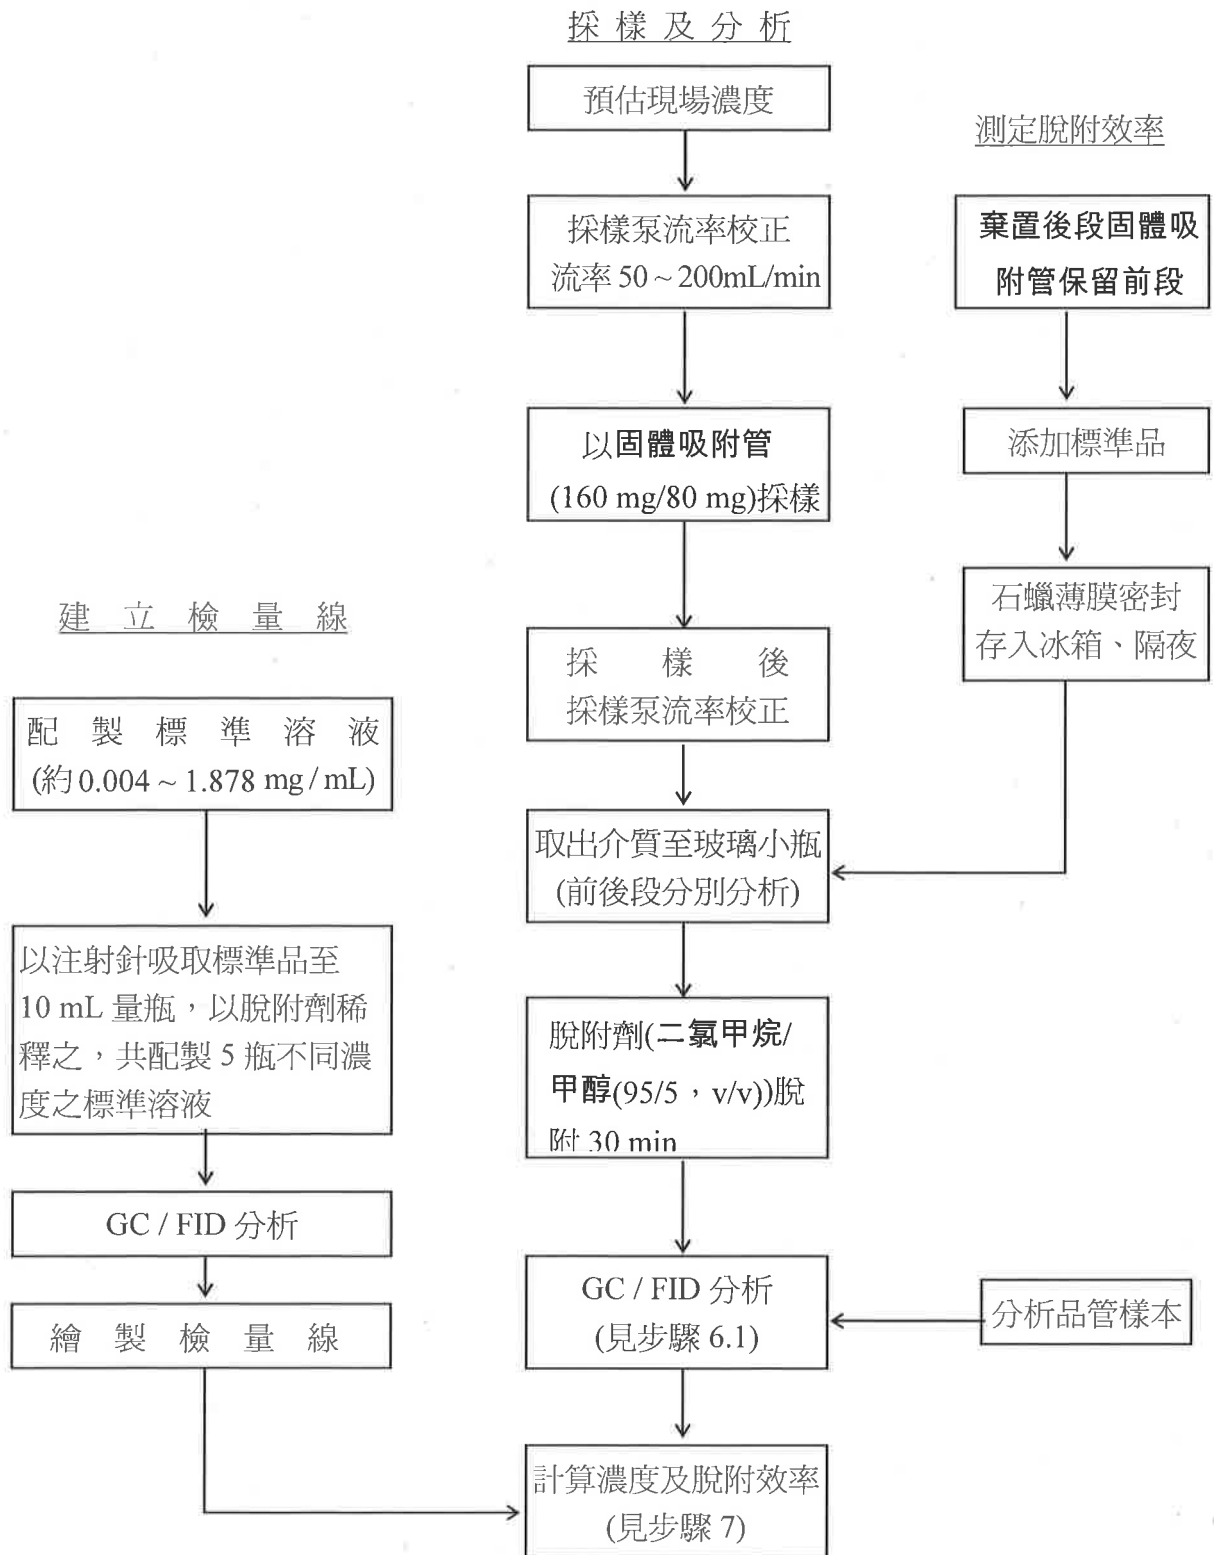 採樣及分析
預估現場濃度
採樣泵流率校正
流率50～200mL/min
以固體吸附管
(160 mg/80 mg)採樣
採樣後
採樣泵流率校正
取出介質至玻璃小瓶
(前後段分別分析)
脫附劑(二氯甲烷/
甲醇(95/5，v/v))脫
附 30 min
GC / FID 分析
(見步驟 6.1)
計算濃度及脫附效率
(見步驟 7)
測定脫附效率
棄置後段固體吸
附管保留前段
添加標準品
石蠟薄膜密封
存入冰箱、隔夜
分析品管樣本
建立檢量線
配製標準溶液
(約0.004 ~ 1.878 mg / mL)
以注射針吸取標準品至
10 mL 量瓶，以脫附劑稀
釋之，共配製 5 瓶不同濃
度之標準溶液
GC / FID 分析
繪製檢量線